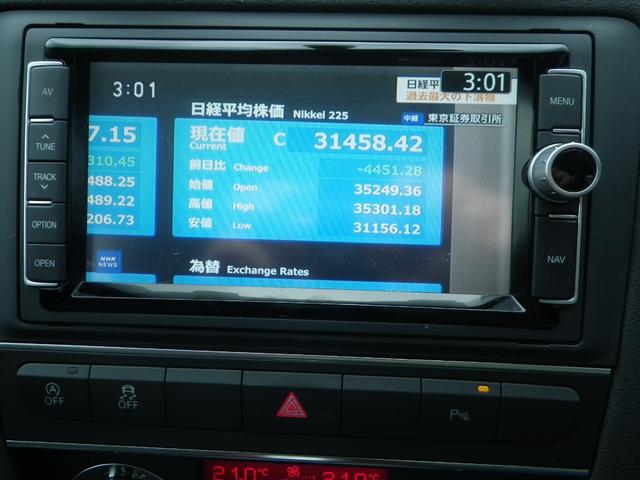 AV
TUNE
TRACK
OPTION
OPEN
MENU
NAV
3:01
3:01
日経平
過去最大の下落幅
中継 東京証券取引所
日経平均株価 Nikkei 225
現在値 C 31458.42
Current
前日比 Change -4451.28
始値 Open 35249.36
高値 High 35301.18
安値 Low 31156.12
7.15
310.45
488.25
489.22
206.73
NHK
NEWS
為替 Exchange Rates
OFF
OFF
P
21.0°C